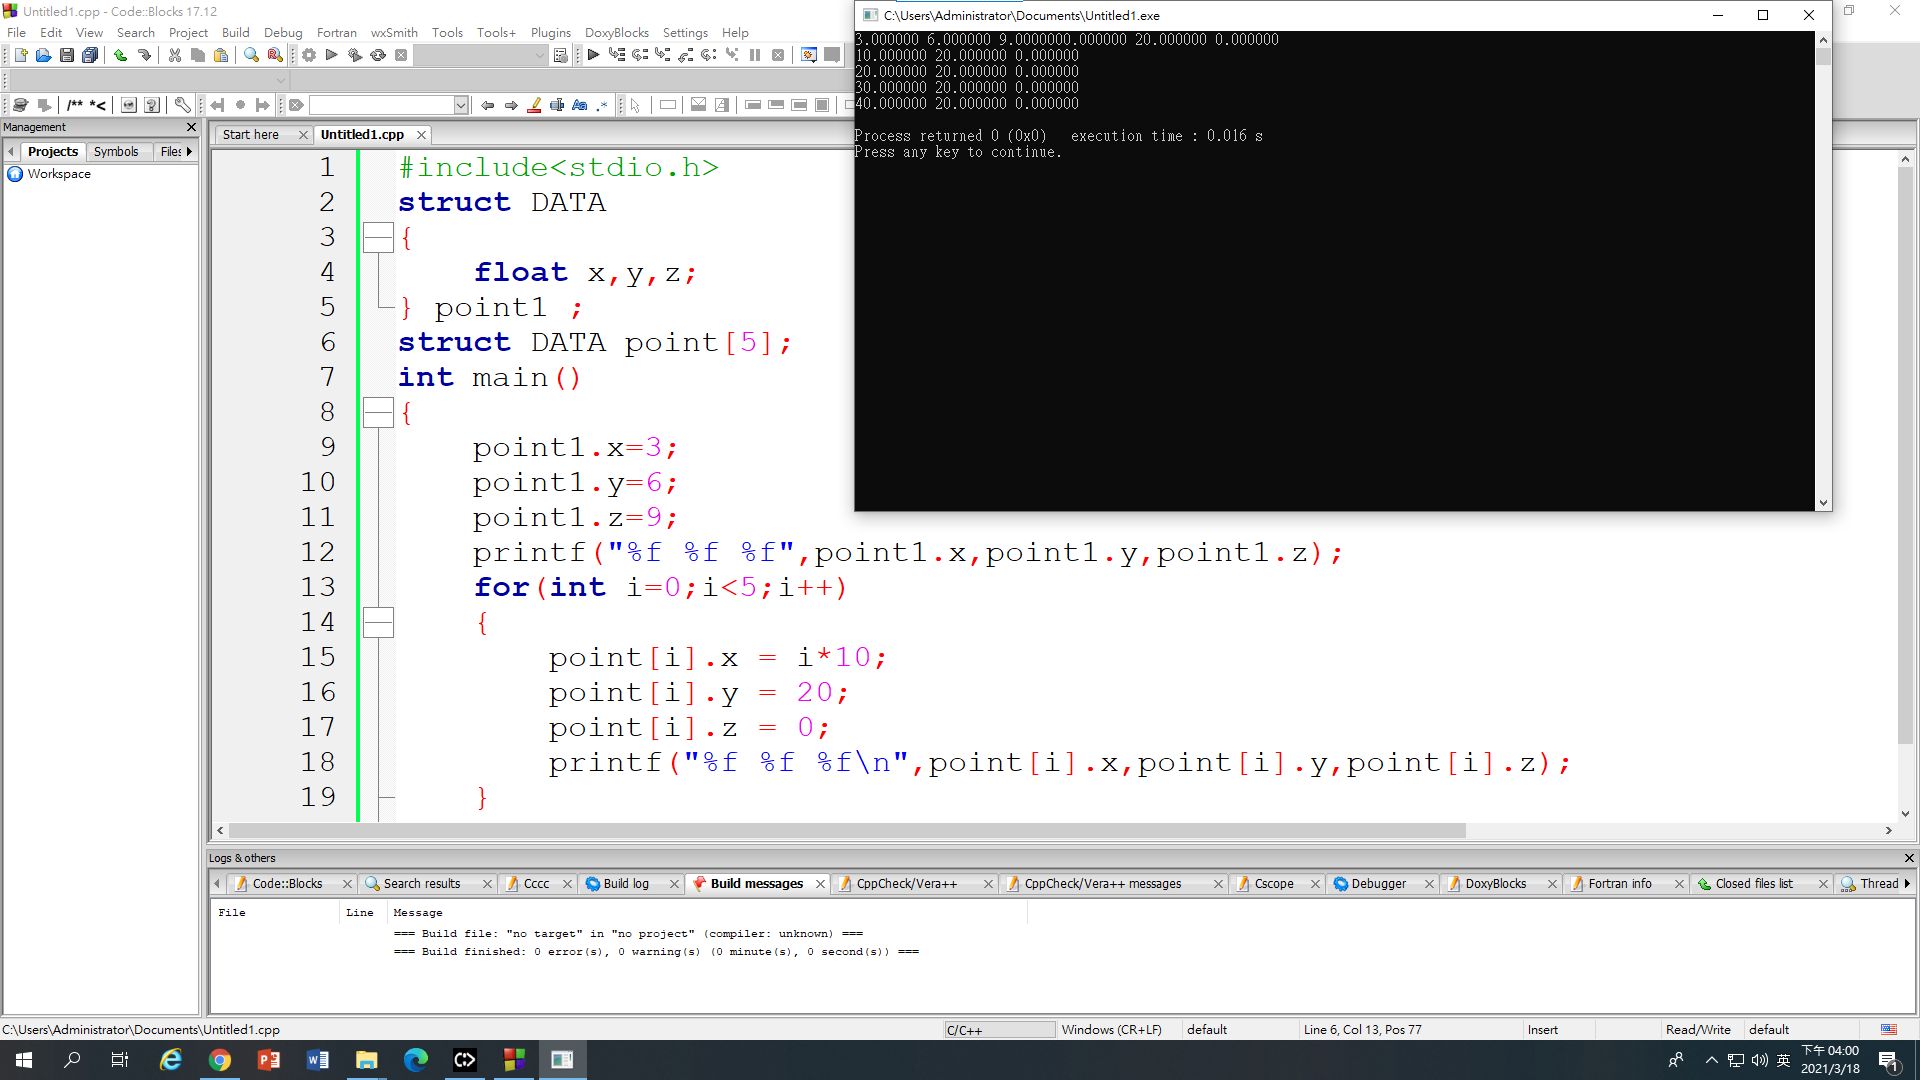 Untitled1.cpp - Code::Blocks 17.12
File Edit View Search Project Build Debug Fortran wxSmith Tools Tools+ Plugins DoxyBlocks Settings Help
/** *<
Aa .*
Management
Projects Symbols Files
Workspace
Start here Untitled1.cpp
1 #include<stdio.h>
2 struct DATA
3 {
4 float x,y,z;
5 } point1 ;
6 struct DATA point[5];
7 int main()
8 {
9 point1.x=3;
10 point1.y=6;
11 point1.z=9;
12 printf("%f %f %f",point1.x,point1.y,point1.z);
13 for(int i=0;i<5;i++)
14 {
15 point[i].x = i*10;
16 point[i].y = 20;
17 point[i].z = 0;
18 printf("%f %f %f\n",point[i].x,point[i].y,point[i].z);
19 }
C:\Users\Administrator\Documents\Untitled1.exe
3.000000 6.000000 9.0000000.000000 20.000000 0.000000
10.000000 20.000000 0.000000
20.000000 20.000000 0.000000
30.000000 20.000000 0.000000
40.000000 20.000000 0.000000
Process returned 0 (0x0) execution time : 0.016 s
Press any key to continue.
Logs & others
Code::Blocks Search results Cccc Build log Build messages CppCheck/Vera++ CppCheck/Vera++ messages Cscope Debugger DoxyBlocks Fortran info Closed files list Thread
File Line Message
=== Build file: "no target" in "no project" (compiler: unknown) ===
=== Build finished: 0 error(s), 0 warning(s) (0 minute(s), 0 second(s)) ===
C:\Users\Administrator\Documents\Untitled1.cpp C/C++ Windows (CR+LF) default Line 6, Col 13, Pos 77 Insert Read/Write default
英
下午 04:00
2021/3/18
1